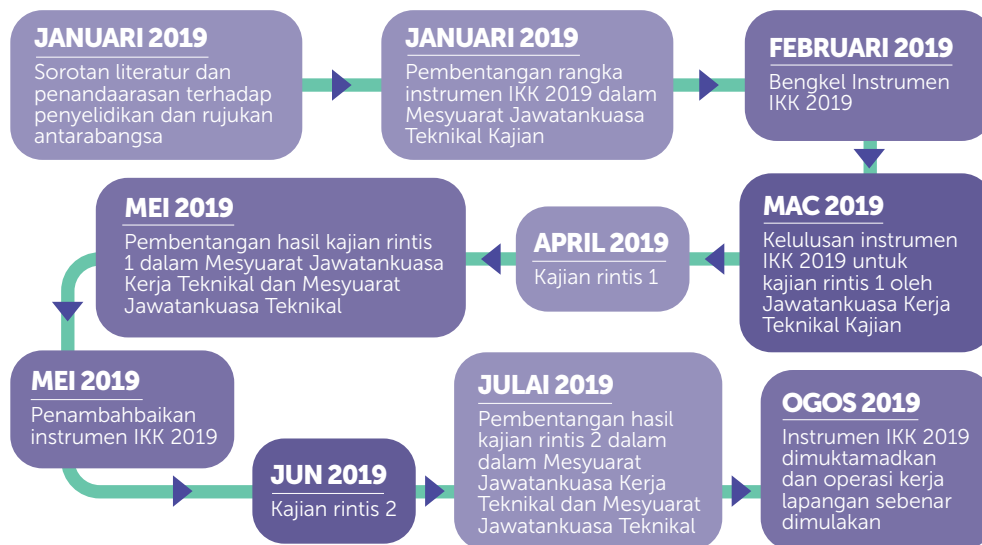 JANUARI 2019
Sorotan literatur dan
penandaarasan terhadap
penyelidikan dan rujukan
antarabangsa
JANUARI 2019
Pembentangan rangka
instrumen IKK 2019 dalam
Mesyuarat Jawatankuasa
Teknikal Kajian
FEBRUARI 2019
Bengkel Instrumen
IKK 2019
MAC 2019
Kelulusan instrumen
IKK 2019 untuk
kajian rintis 1 oleh
Jawatankuasa Kerja
Teknikal Kajian
APRIL 2019
Kajian rintis 1
MEI 2019
Pembentangan hasil kajian rintis
1 dalam Mesyuarat Jawatankuasa
Kerja Teknikal dan Mesyuarat
Jawatankuasa Teknikal
MEI 2019
Penambahbaikan
instrumen IKK 2019
JUN 2019
Kajian rintis 2
JULAI 2019
Pembentangan hasil
kajian rintis 2 dalam
dalam Mesyuarat
Jawatankuasa Kerja
Teknikal dan Mesyuarat
Jawatankuasa Teknikal
OGOS 2019
Instrumen IKK 2019
dimuktamadkan
dan operasi kerja
lapangan sebenar
dimulakan